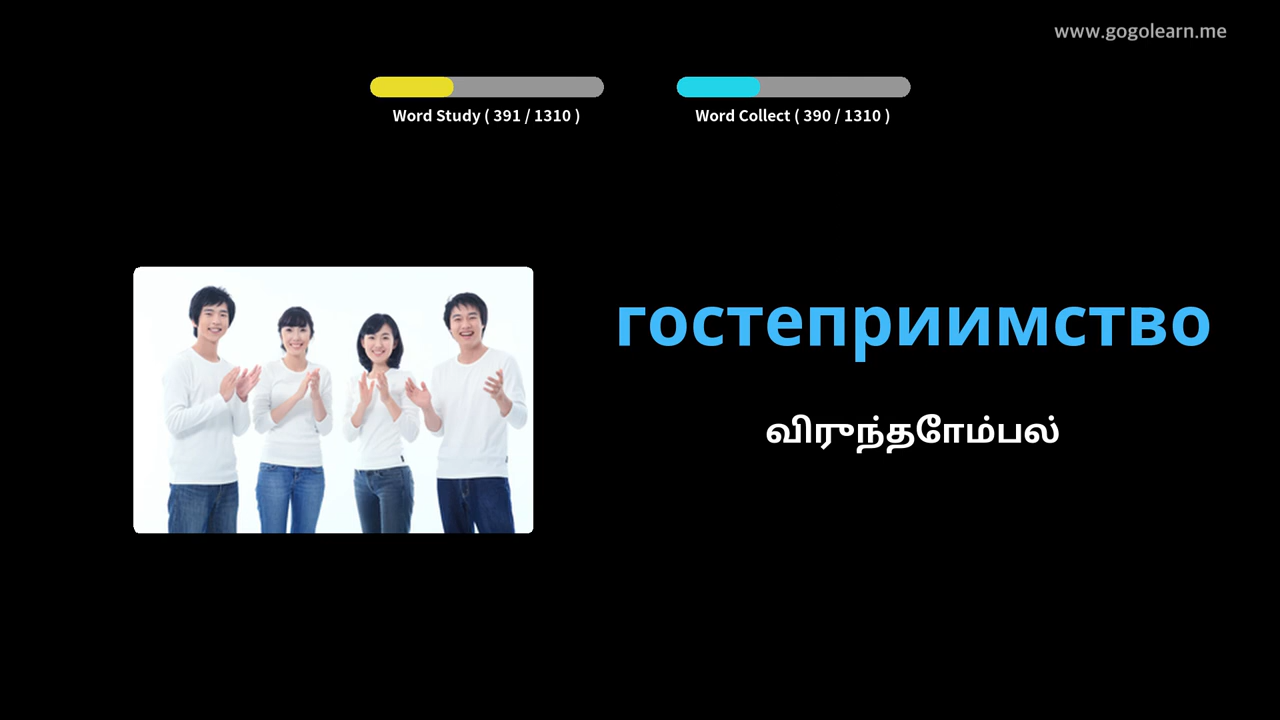 www.gogolearn.me
Word Study ( 391 / 1310 )
Word Collect ( 390 / 1310 )
гостеприимство
விருந்தோம்பல்